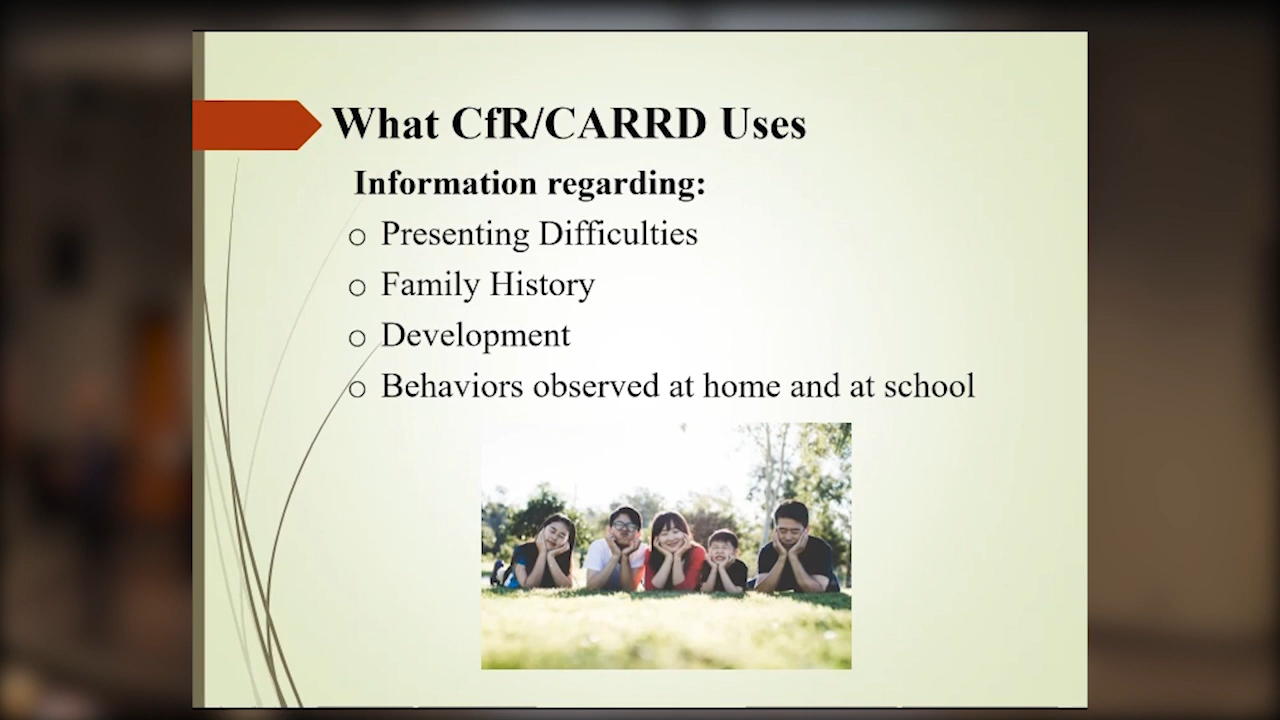 What CfR/CARRD Uses
Information regarding:
o Presenting Difficulties
o Family History
o Development
o Behaviors observed at home and at school